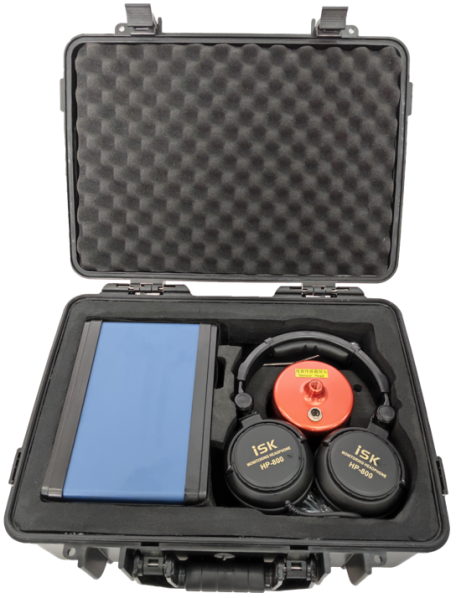 iSK
MONITORING HEADPHONE
HP-800
iSK
MONITORING HEADPHONE
HP-800